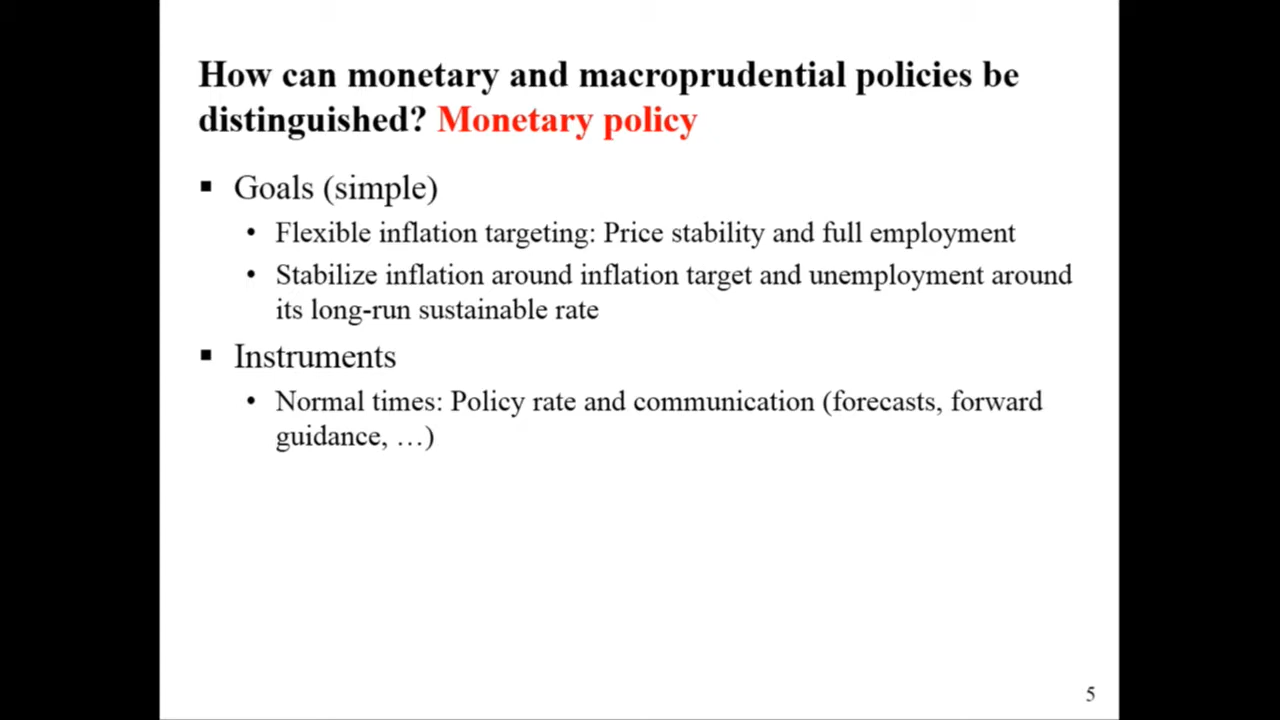 How can monetary and macroprudential policies be
distinguished? Monetary policy
▪ Goals (simple)
• Flexible inflation targeting: Price stability and full employment
• Stabilize inflation around inflation target and unemployment around
its long-run sustainable rate
▪ Instruments
• Normal times: Policy rate and communication (forecasts, forward
guidance, …)
5